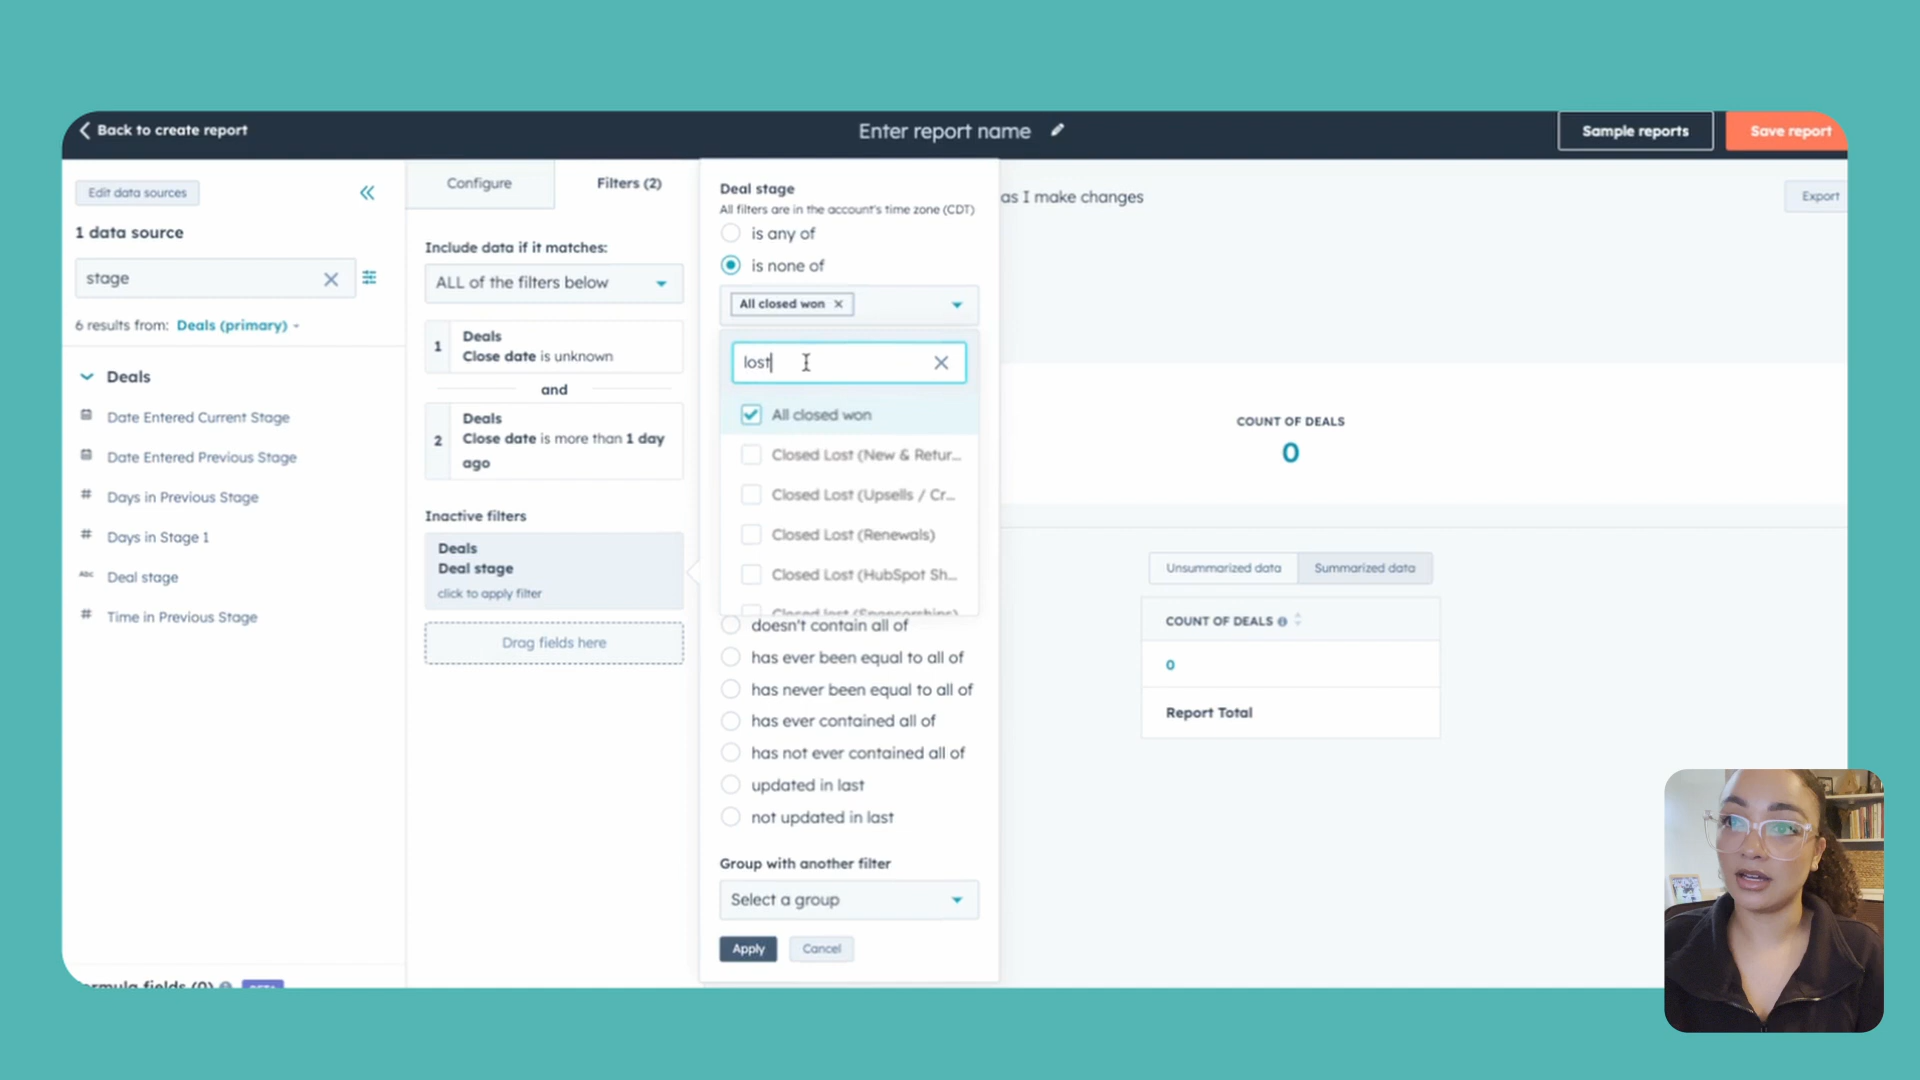 Back to create report
Enter report name
Sample reports
Save report
Edit data sources
1 data source
stage
6 results from: Deals (primary)
Deals
Date Entered Current Stage
Date Entered Previous Stage
Days in Previous Stage
Days in Stage 1
Abc Deal stage
Time in Previous Stage
Configure
Filters (2)
Include data if it matches:
ALL of the filters below
1
Deals
Close date is unknown
and
2
Deals
Close date is more than 1 day
ago
Inactive filters
Deals
Deal stage
click to apply filter
Drag fields here
Deal stage
All filters are in the account's time zone (CDT)
is any of
is none of
All closed won
lost
All closed won
Closed Lost (New & Retur...
Closed Lost (Upsells / Cr...
Closed Lost (Renewals)
Closed Lost (HubSpot Sh...
Closed lost (Sponsorships)
doesn't contain all of
has ever been equal to all of
has never been equal to all of
has ever contained all of
has not ever contained all of
updated in last
not updated in last
Group with another filter
Select a group
Apply
Cancel
as I make changes
Export
COUNT OF DEALS
0
Unsummarized data
Summarized data
COUNT OF DEALS
0
Report Total